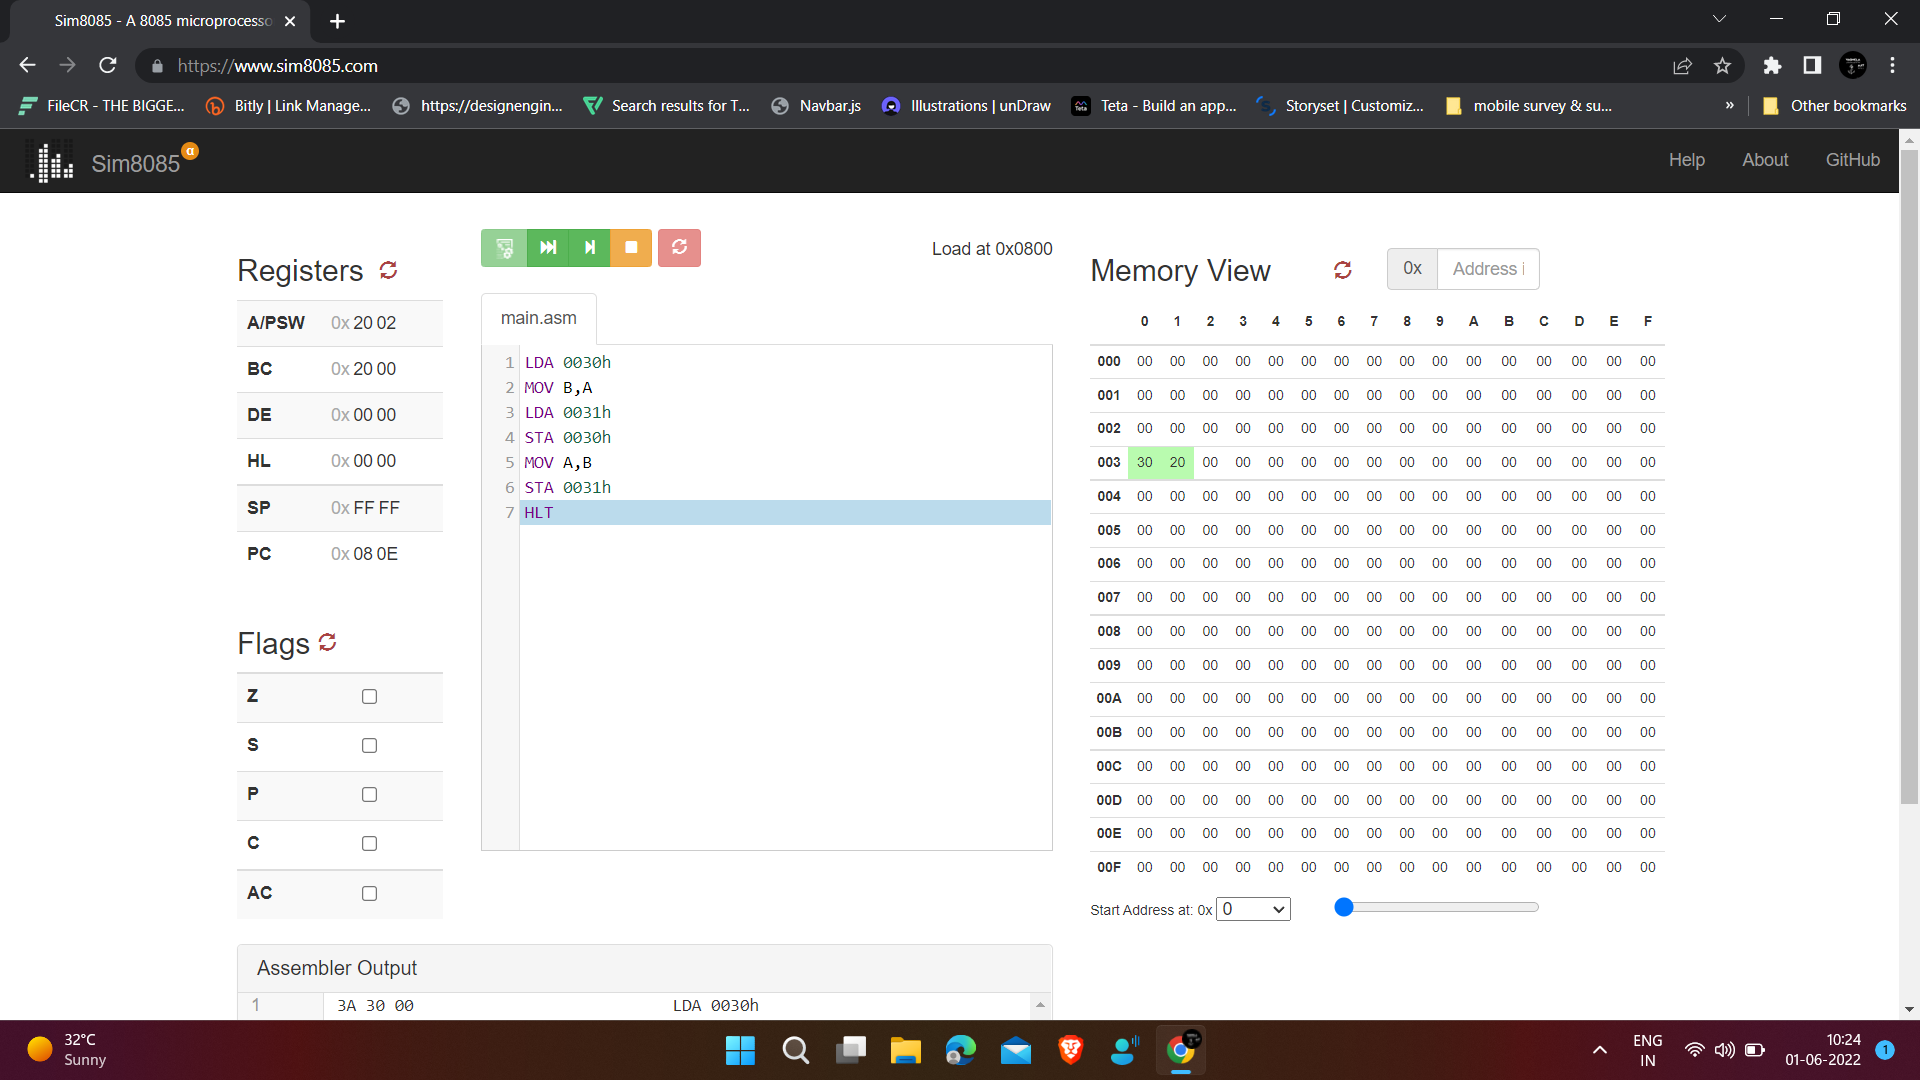 Sim8085 - A 8085 microprocesso
https://www.sim8085.com
FileCR - THE BIGGE...
Bitly | Link Manage...
https://designengin...
Search results for T...
Navbar.js
Illustrations | unDraw
Teta - Build an app...
Storyset | Customiz...
mobile survey & su...
»
Other bookmarks
Sim8085 α
Help
About
GitHub
Registers
A/PSW 0x 20 02
BC 0x 20 00
DE 0x 00 00
HL 0x 00 00
SP 0x FF FF
PC 0x 08 0E
Flags
Z
S
P
C
AC
Load at 0x0800
main.asm
1 LDA 0030h
2 MOV B,A
3 LDA 0031h
4 STA 0030h
5 MOV A,B
6 STA 0031h
7 HLT
Assembler Output
1 3A 30 00 LDA 0030h
Memory View
0x Address i
0 1 2 3 4 5 6 7 8 9 A B C D E F
000 00 00 00 00 00 00 00 00 00 00 00 00 00 00 00 00
001 00 00 00 00 00 00 00 00 00 00 00 00 00 00 00 00
002 00 00 00 00 00 00 00 00 00 00 00 00 00 00 00 00
003 30 20 00 00 00 00 00 00 00 00 00 00 00 00 00 00
004 00 00 00 00 00 00 00 00 00 00 00 00 00 00 00 00
005 00 00 00 00 00 00 00 00 00 00 00 00 00 00 00 00
006 00 00 00 00 00 00 00 00 00 00 00 00 00 00 00 00
007 00 00 00 00 00 00 00 00 00 00 00 00 00 00 00 00
008 00 00 00 00 00 00 00 00 00 00 00 00 00 00 00 00
009 00 00 00 00 00 00 00 00 00 00 00 00 00 00 00 00
00A 00 00 00 00 00 00 00 00 00 00 00 00 00 00 00 00
00B 00 00 00 00 00 00 00 00 00 00 00 00 00 00 00 00
00C 00 00 00 00 00 00 00 00 00 00 00 00 00 00 00 00
00D 00 00 00 00 00 00 00 00 00 00 00 00 00 00 00 00
00E 00 00 00 00 00 00 00 00 00 00 00 00 00 00 00 00
00F 00 00 00 00 00 00 00 00 00 00 00 00 00 00 00 00
Start Address at: 0x 0
32°C
Sunny
ENG
IN
10:24
01-06-2022
1